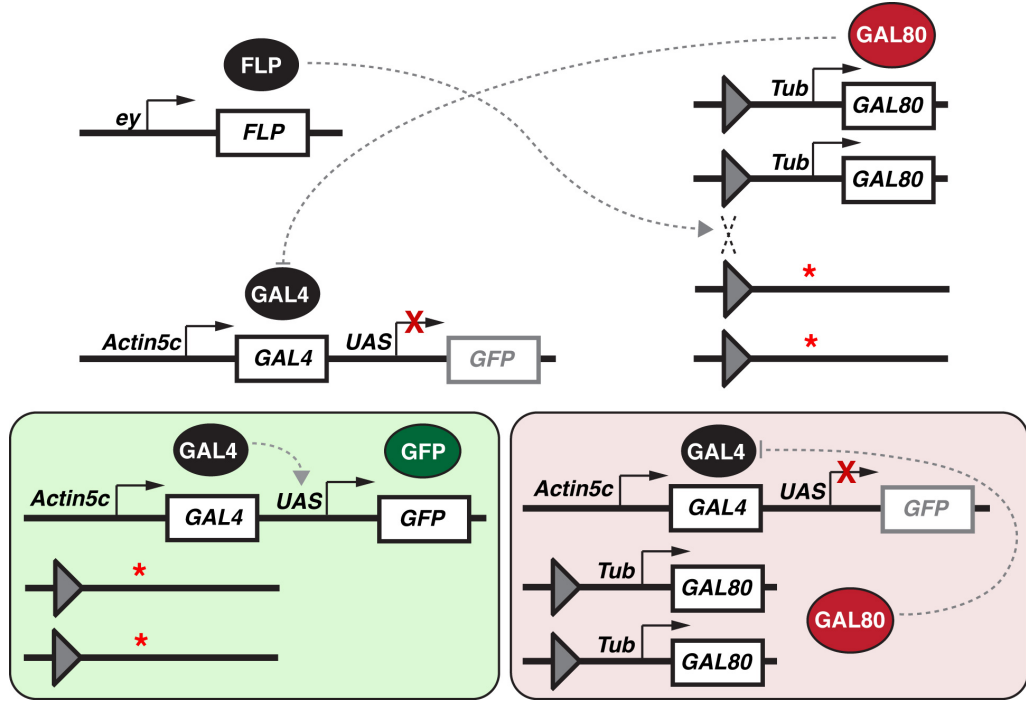 GAL80
FLP
Tub
GAL80
ey
FLP
Tub
GAL80
*
GAL4
Actin5c
GAL4
UAS
X
GFP
*
GAL4
GFP
Actin5c
GAL4
UAS
GFP
*
*
GAL4
Actin5c
GAL4
UAS
X
GFP
Tub
GAL80
GAL80
Tub
GAL80